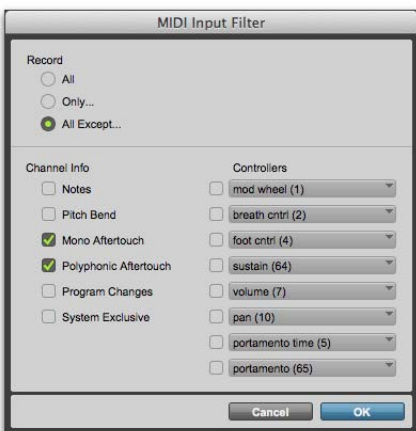 MIDI Input Filter
Record
All
Only...
All Except...
Channel Info
Notes
Pitch Bend
Mono Aftertouch
Polyphonic Aftertouch
Program Changes
System Exclusive
Controllers
mod wheel (1)
breath cntrl (2)
foot cntrl (4)
sustain (64)
volume (7)
pan (10)
portamento time (5)
portamento (65)
Cancel
OK